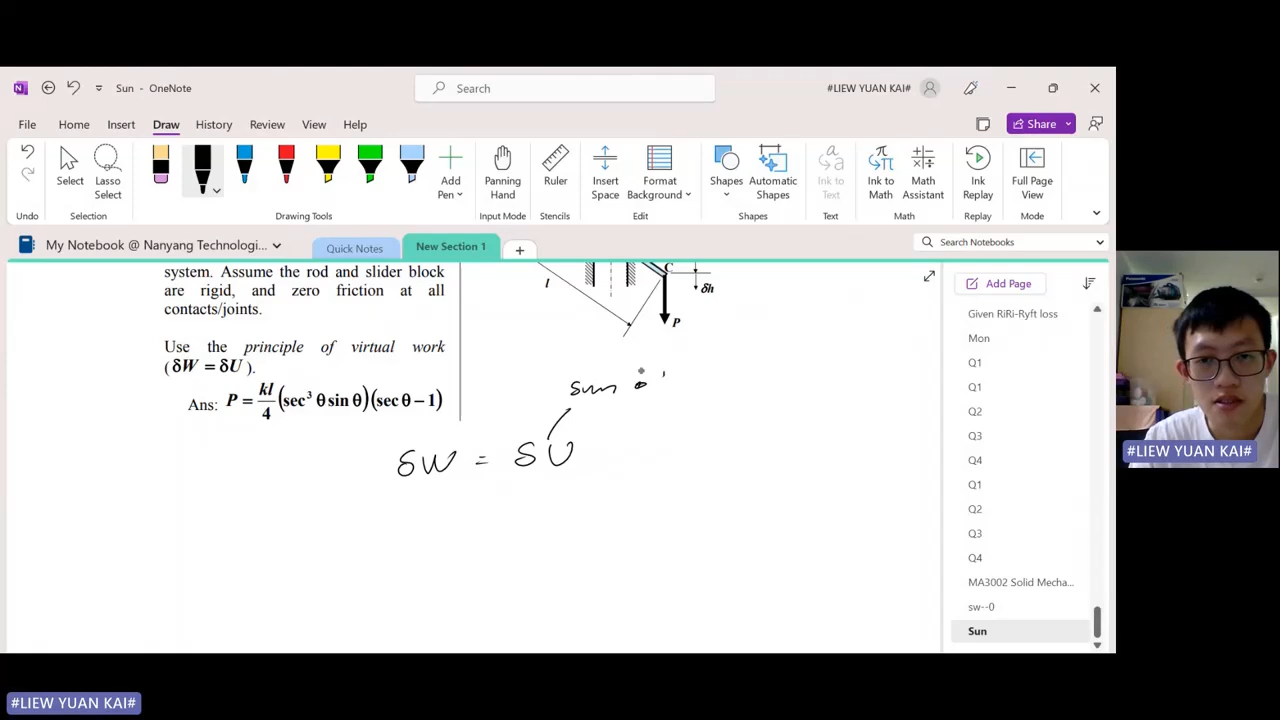 Sun - OneNote
Search
#LIEW YUAN KAI#
File Home Insert Draw History Review View Help
Share
Undo
Select
Lasso Select
Add Pen
Panning Hand
Ruler
Insert Space
Format Background
Shapes
Automatic Shapes
Ink to Text
Ink to Math
Math Assistant
Ink Replay
Full Page View
Selection
Drawing Tools
Input Mode
Stencils
Edit
Shapes
Text
Math
Replay
Mode
My Notebook @ Nanyang Technologi...
Quick Notes
New Section 1
Search Notebooks
system. Assume the rod and slider block
are rigid, and zero friction at all
contacts/joints.
Use the principle of virtual work
(δW = δU).
Ans: P = kl/4 (sec³ θ sin θ)(sec θ − 1)
l
C
δh
P
sum
δW = δU
Add Page
Given RiRi-Ryft loss
Mon
Q1
Q1
Q2
Q3
Q4
Q1
Q2
Q3
Q4
MA3002 Solid Mecha...
sw--0
Sun
#LIEW YUAN KAI#
#LIEW YUAN KAI#